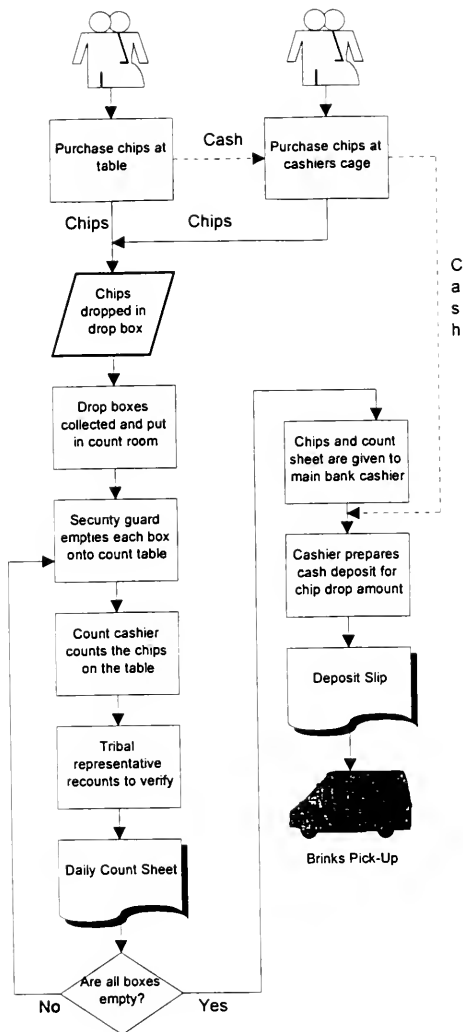 Purchase chips at
table
Cash
Purchase chips at
cashiers cage
Chips
Chips
Cash
Chips
dropped in
drop box
Drop boxes
collected and put
in count room
Security guard
empties each box
onto count table
Count cashier
counts the chips
on the table
Tribal
representative
recounts to verify
Daily Count Sheet
Are all boxes
empty?
No
Yes
Chips and count
sheet are given to
main bank cashier
Cashier prepares
cash deposit for
chip drop amount
Deposit Slip
Brinks Pick-Up